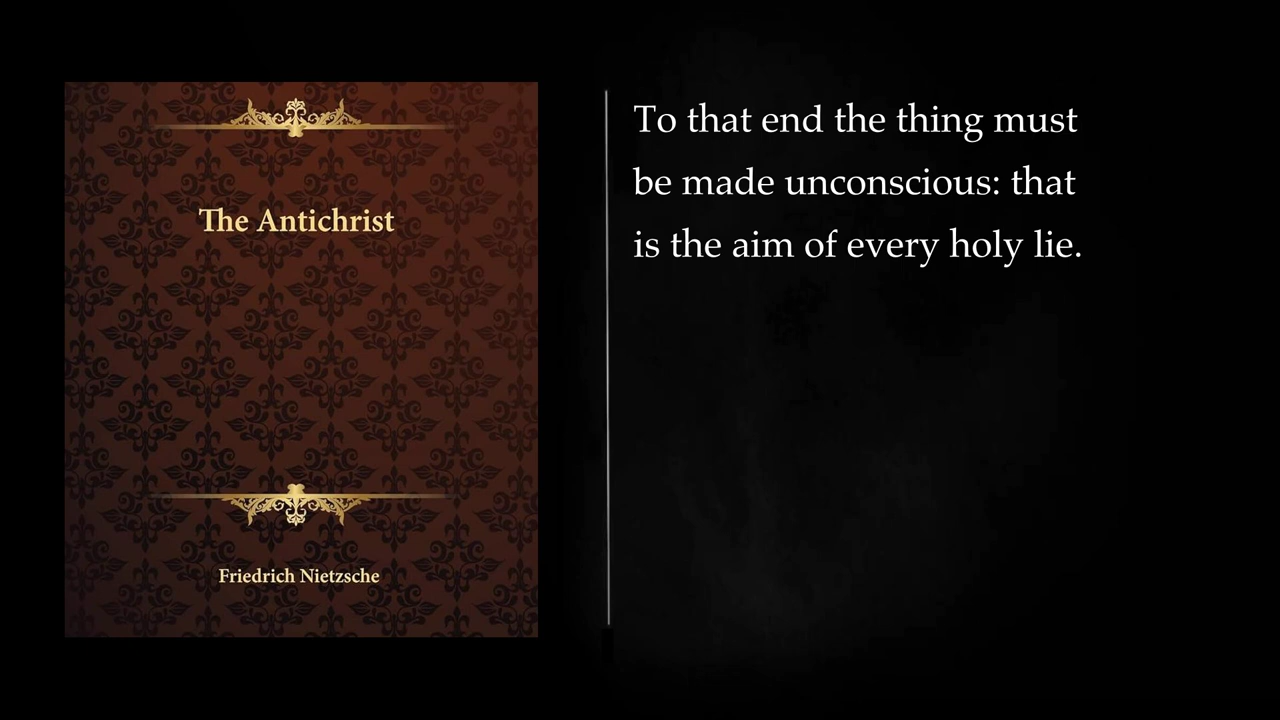 The Antichrist
Friedrich Nietzsche
To that end the thing must
be made unconscious: that
is the aim of every holy lie.